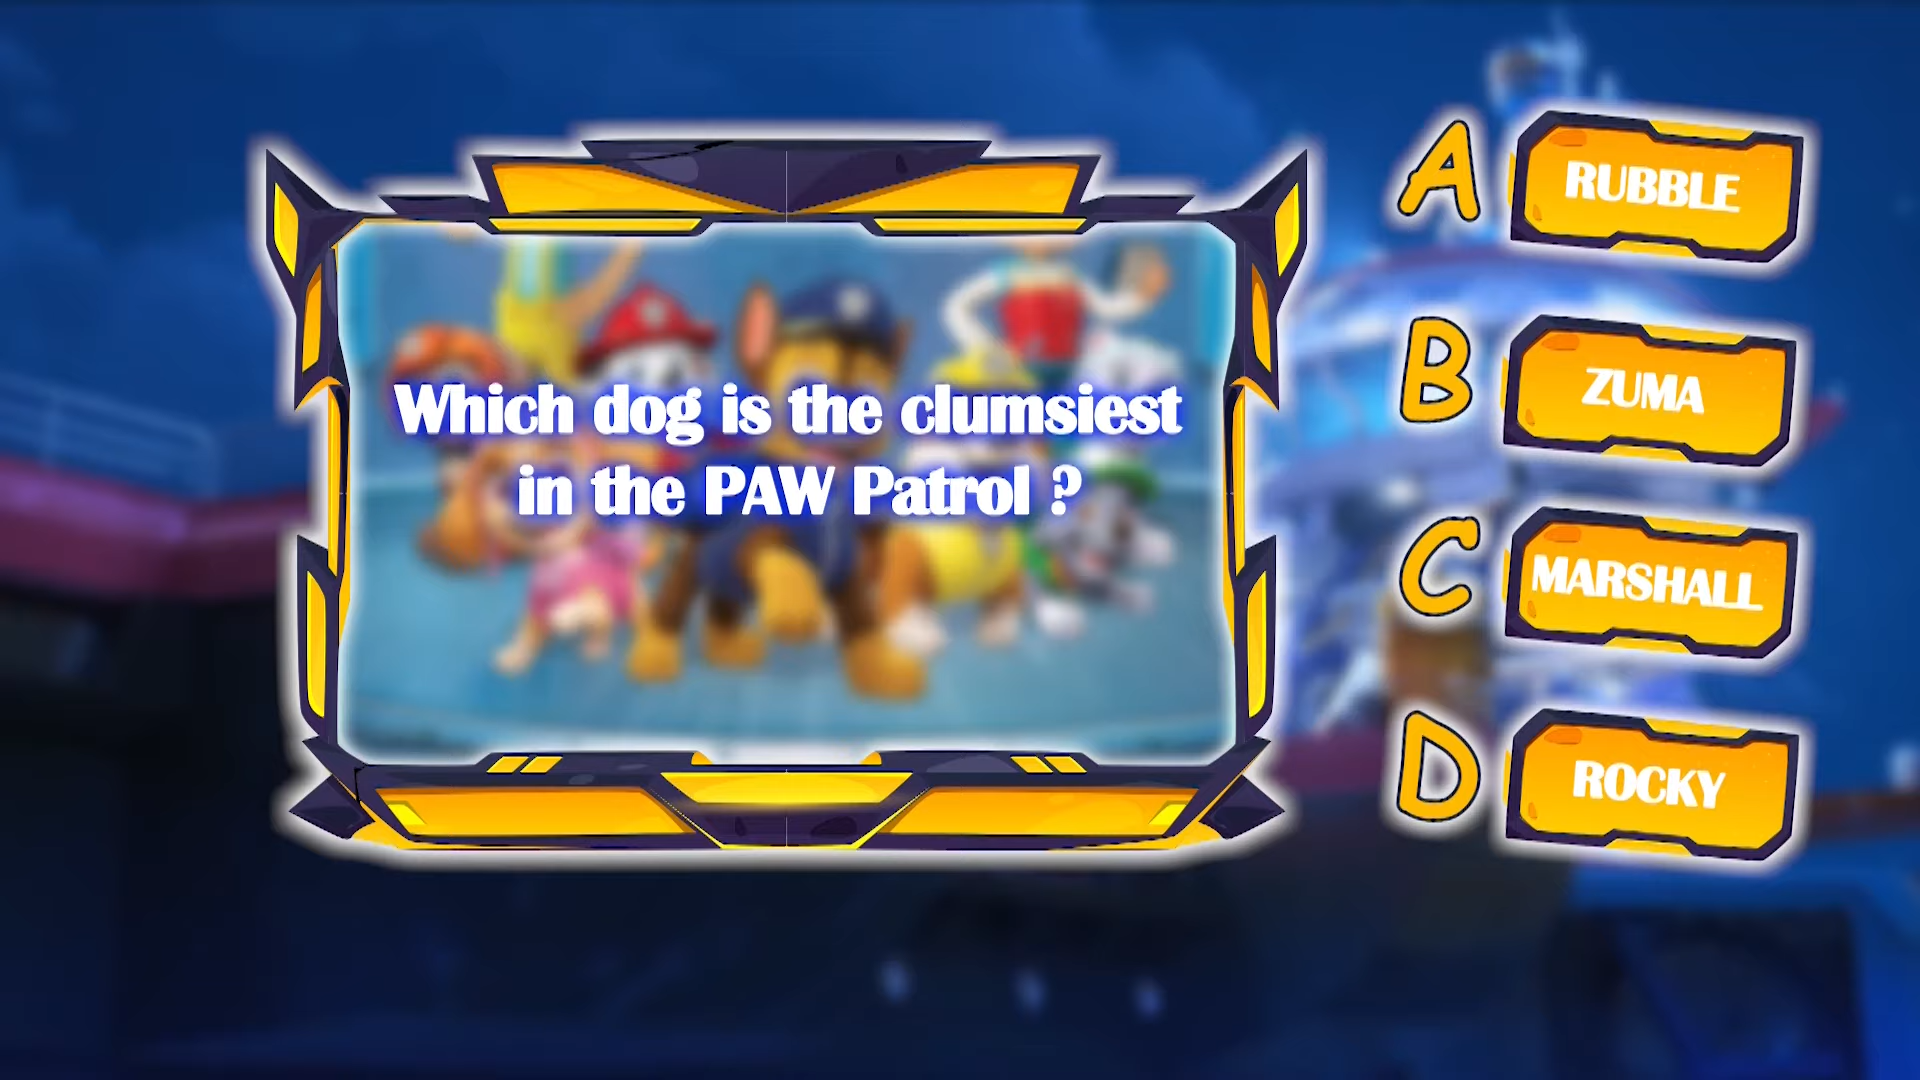 Which dog is the clumsiest
in the PAW Patrol ?
A RUBBLE
B ZUMA
C MARSHALL
D ROCKY